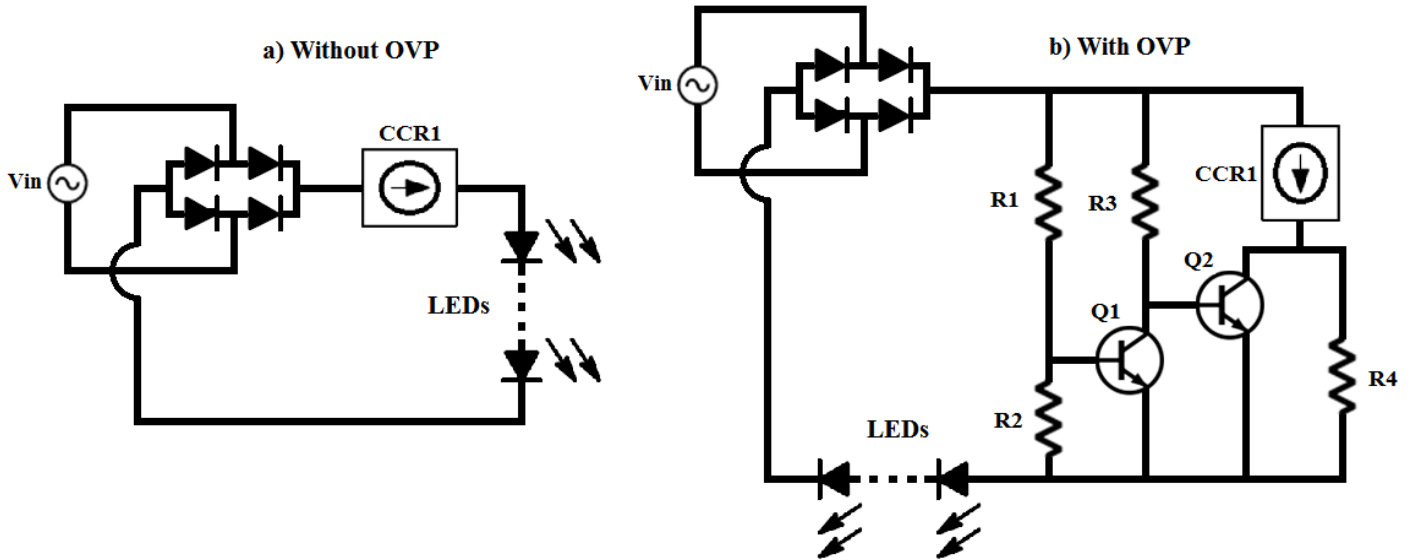 a) Without OVP
Vin
CCR1
LEDs
b) With OVP
Vin
R1
R3
CCR1
Q2
Q1
R2
R4
LEDs